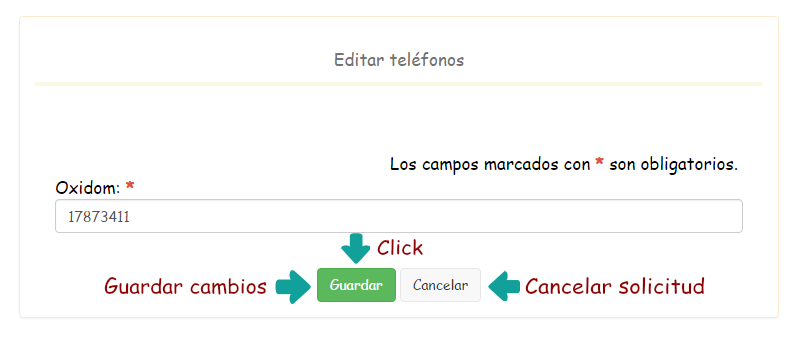 Editar teléfonos
Los campos marcados con * son obligatorios.
Oxidom: *
17873411
Click
Guardar cambios Guardar Cancelar Cancelar solicitud